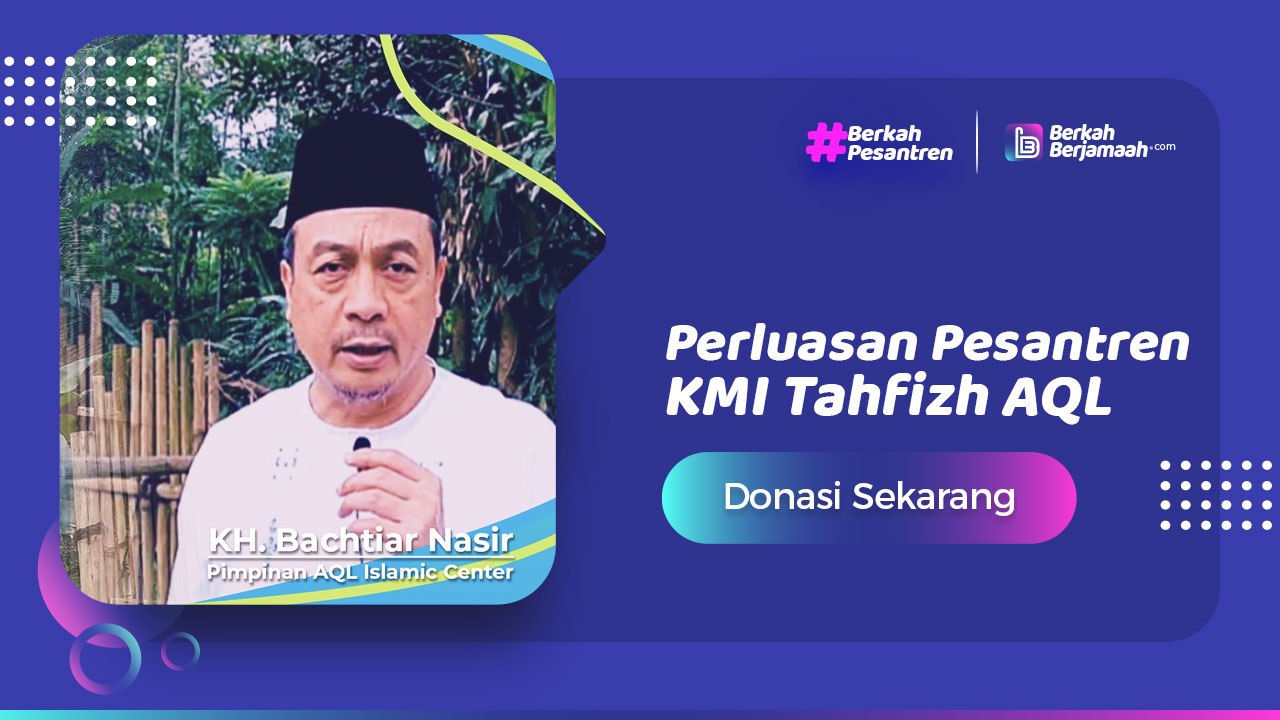 #Berkah
Pesantren
Berkah
Berjamaah.com
Perluasan Pesantren
KMI Tahfizh AQL
Donasi Sekarang
KH. Bachtiar Nasir
Pimpinan AQL Islamic Center